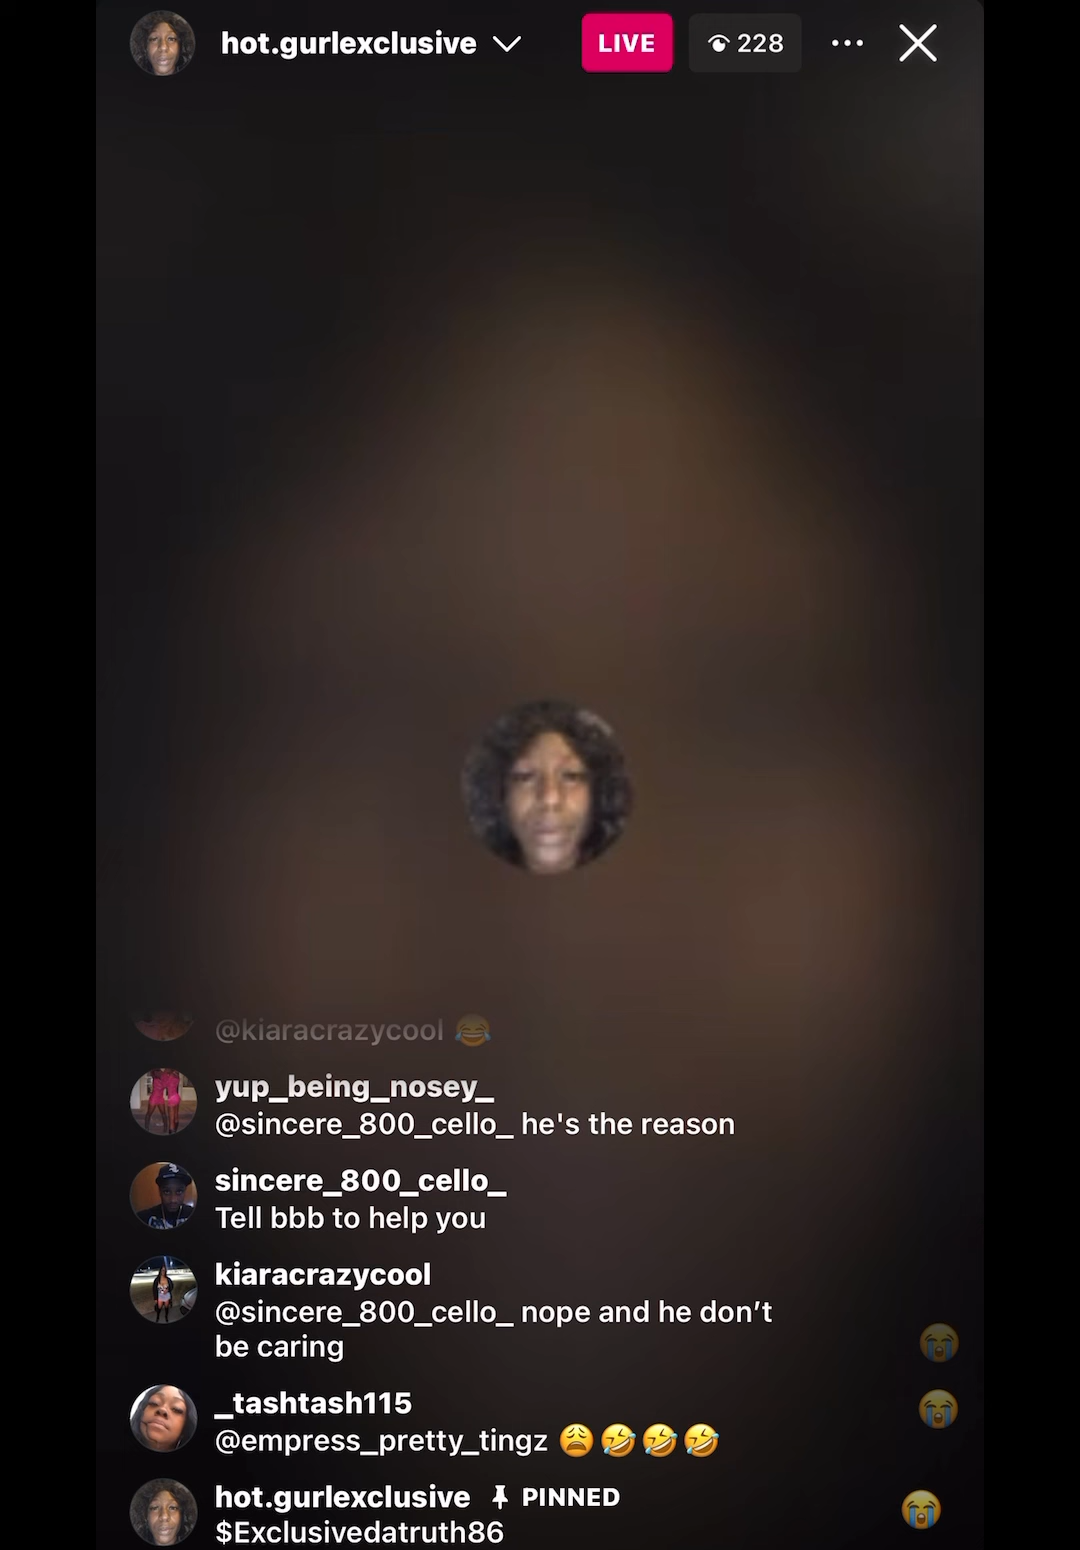 hot.gurlexclusive LIVE 228
@kiaracrazycool 😂
yup_being_nosey_
@sincere_800_cello_ he's the reason
sincere_800_cello_
Tell bbb to help you
kiaracrazycool
@sincere_800_cello_ nope and he don’t
be caring
_tashtash115
@empress_pretty_tingz 😩🤣🤣🤣
hot.gurlexclusive PINNED
$Exclusivedatruth86